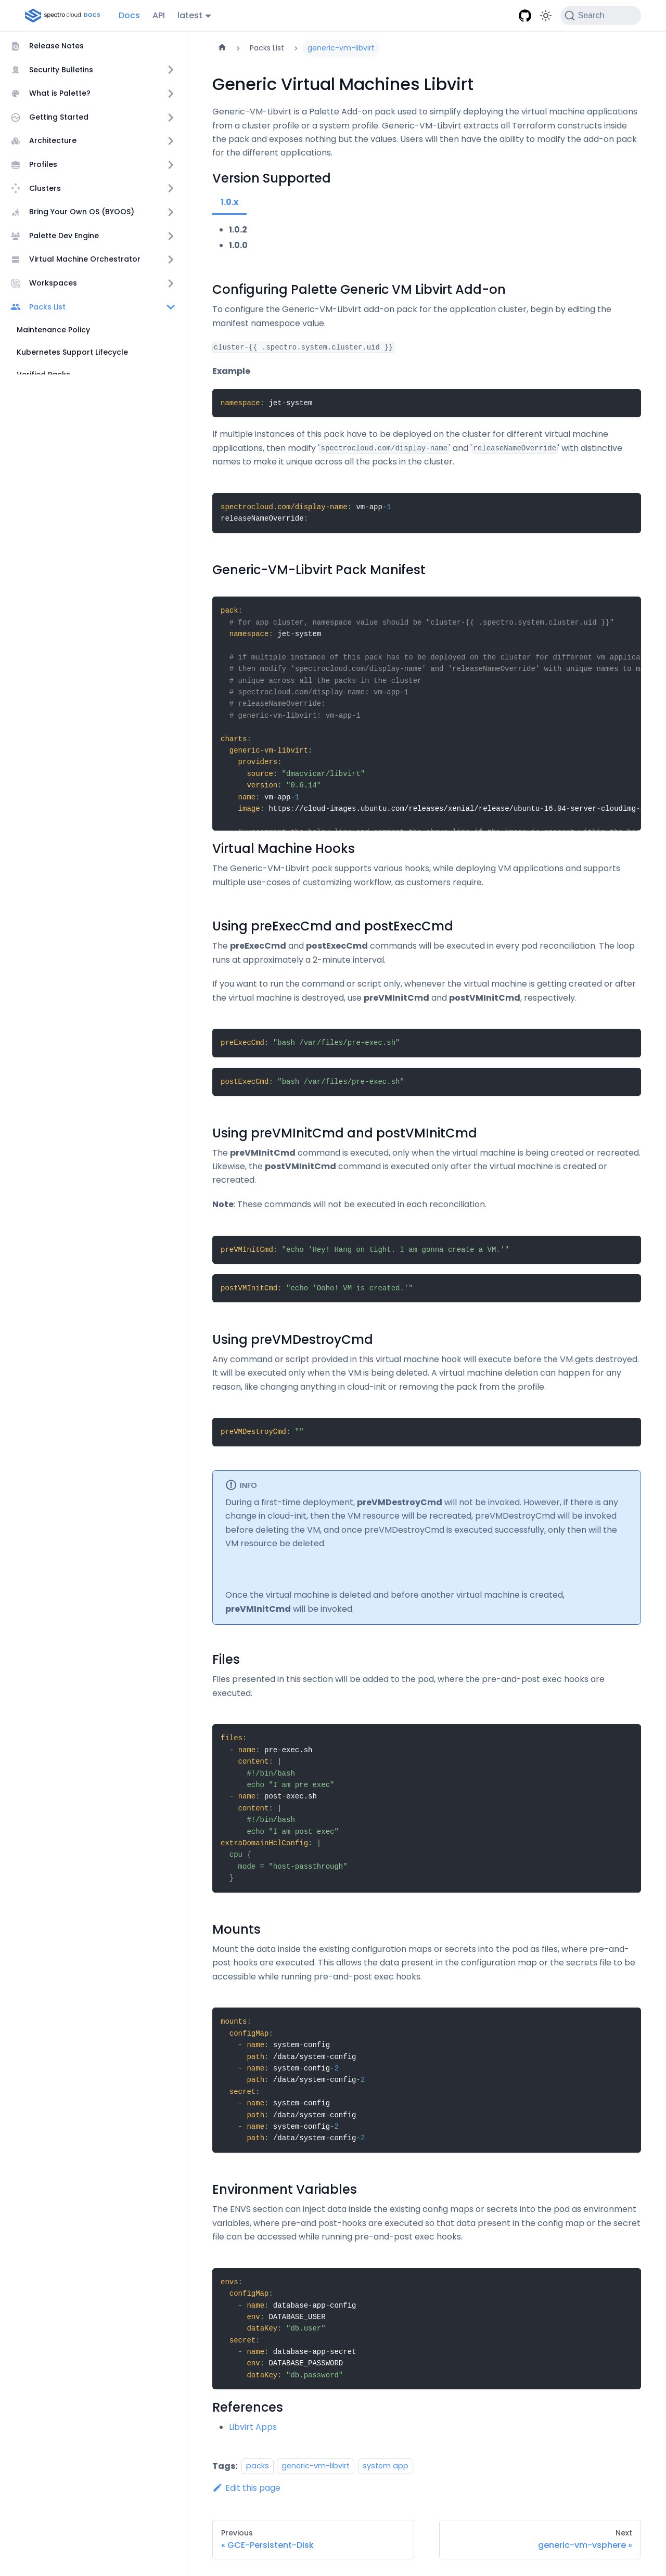 spectro cloud DOCS
Docs
API
latest
Search
Release Notes
Security Bulletins
What is Palette?
Getting Started
Architecture
Profiles
Clusters
Bring Your Own OS (BYOOS)
Palette Dev Engine
Virtual Machine Orchestrator
Workspaces
Packs List
Maintenance Policy
Kubernetes Support Lifecycle
Verified Packs
Packs List
generic-vm-libvirt
Generic Virtual Machines Libvirt
Generic-VM-Libvirt is a Palette Add-on pack used to simplify deploying the virtual machine applications
from a cluster profile or a system profile. Generic-VM-Libvirt extracts all Terraform constructs inside
the pack and exposes nothing but the values. Users will then have the ability to modify the add-on pack
for the different applications.
Version Supported
1.0.x
1.0.2
1.0.0
Configuring Palette Generic VM Libvirt Add-on
To configure the Generic-VM-Libvirt add-on pack for the application cluster, begin by editing the
manifest namespace value.
cluster-{{ .spectro.system.cluster.uid }}
Example
namespace: jet-system
If multiple instances of this pack have to be deployed on the cluster for different virtual machine
applications, then modify 'spectrocloud.com/display-name' and 'releaseNameOverride' with distinctive
names to make it unique across all the packs in the cluster.
spectrocloud.com/display-name: vm-app-1
releaseNameOverride:
Generic-VM-Libvirt Pack Manifest
pack:
# for app cluster, namespace value should be "cluster-{{ .spectro.system.cluster.uid }}"
namespace: jet-system
# if multiple instance of this pack has to be deployed on the cluster for different vm applica
# then modify 'spectrocloud.com/display-name' and 'releaseNameOverride' with unique names to m
# unique across all the packs in the cluster
# spectrocloud.com/display-name: vm-app-1
# releaseNameOverride:
# generic-vm-libvirt: vm-app-1
charts:
generic-vm-libvirt:
providers:
source: "dmacvicar/libvirt"
version: "0.6.14"
name: vm-app-1
image: https://cloud-images.ubuntu.com/releases/xenial/release/ubuntu-16.04-server-cloudimg-
Virtual Machine Hooks
The Generic-VM-Libvirt pack supports various hooks, while deploying VM applications and supports
multiple use-cases of customizing workflow, as customers require.
Using preExecCmd and postExecCmd
The preExecCmd and postExecCmd commands will be executed in every pod reconciliation. The loop
runs at approximately a 2-minute interval.
If you want to run the command or script only, whenever the virtual machine is getting created or after
the virtual machine is destroyed, use preVMInitCmd and postVMInitCmd, respectively.
preExecCmd: "bash /var/files/pre-exec.sh"
postExecCmd: "bash /var/files/pre-exec.sh"
Using preVMInitCmd and postVMInitCmd
The preVMInitCmd command is executed, only when the virtual machine is being created or recreated.
Likewise, the postVMInitCmd command is executed only after the virtual machine is created or
recreated.
Note: These commands will not be executed in each reconciliation.
preVMInitCmd: "echo 'Hey! Hang on tight. I am gonna create a VM.'"
postVMInitCmd: "echo 'Ooho! VM is created.'"
Using preVMDestroyCmd
Any command or script provided in this virtual machine hook will execute before the VM gets destroyed.
It will be executed only when the VM is being deleted. A virtual machine deletion can happen for any
reason, like changing anything in cloud-init or removing the pack from the profile.
preVMDestroyCmd: ""
INFO
During a first-time deployment, preVMDestroyCmd will not be invoked. However, if there is any
change in cloud-init, then the VM resource will be recreated, preVMDestroyCmd will be invoked
before deleting the VM, and once preVMDestroyCmd is executed successfully, only then will the
VM resource be deleted.
Once the virtual machine is deleted and before another virtual machine is created,
preVMInitCmd will be invoked.
Files
Files presented in this section will be added to the pod, where the pre-and-post exec hooks are
executed.
files:
- name: pre-exec.sh
content: |
#!/bin/bash
echo "I am pre exec"
- name: post-exec.sh
content: |
#!/bin/bash
echo "I am post exec"
extraDomainHclConfig: |
cpu {
mode = "host-passthrough"
}
Mounts
Mount the data inside the existing configuration maps or secrets into the pod as files, where pre-and-
post hooks are executed. This allows the data present in the configuration map or the secrets file to be
accessible while running pre-and-post exec hooks.
mounts:
configMap:
- name: system-config
path: /data/system-config
- name: system-config-2
path: /data/system-config-2
secret:
- name: system-config
path: /data/system-config
- name: system-config-2
path: /data/system-config-2
Environment Variables
The ENVS section can inject data inside the existing config maps or secrets into the pod as environment
variables, where pre-and post-hooks are executed so that data present in the config map or the secret
file can be accessed while running pre-and-post exec hooks.
envs:
configMap:
- name: database-app-config
env: DATABASE_USER
dataKey: "db.user"
secret:
- name: database-app-secret
env: DATABASE_PASSWORD
dataKey: "db.password"
References
Libvirt Apps
Tags: packs generic-vm-libvirt system app
Edit this page
Previous
« GCE-Persistent-Disk
Next
generic-vm-vsphere »